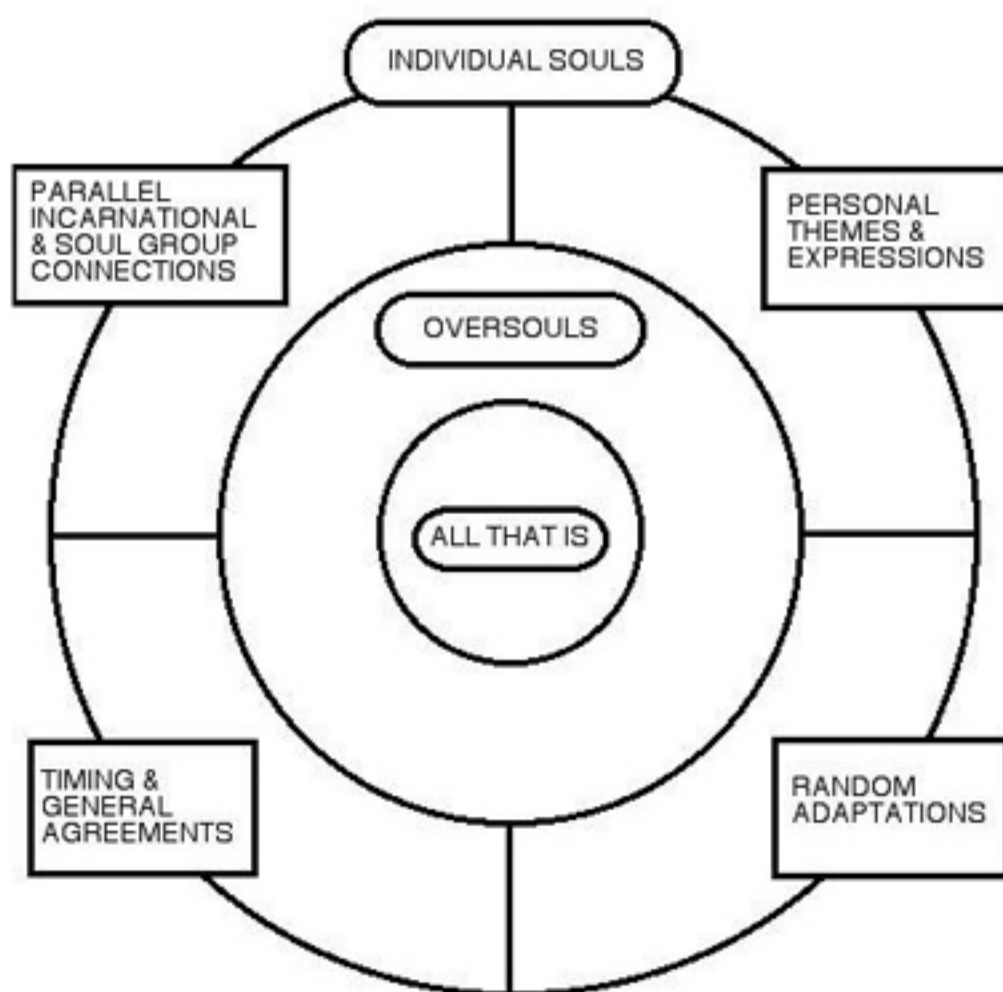 INDIVIDUAL SOULS
PARALLEL
INCARNATIONAL
& SOUL GROUP
CONNECTIONS
PERSONAL
THEMES &
EXPRESSIONS
OVERSOULS
ALL THAT IS
TIMING &
GENERAL
AGREEMENTS
RANDOM
ADAPTATIONS